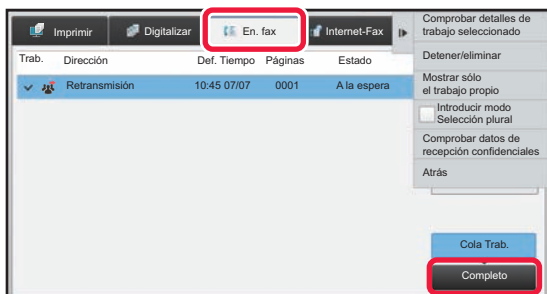 Imprimir
Digitalizar
En. fax
Internet-Fax
Trab.
Dirección
Def. Tiempo
Páginas
Estado
Retransmisión
10:45 07/07
0001
A la espera
Comprobar detalles de
trabajo seleccionado
Detener/eliminar
Mostrar sólo
el trabajo propio
Introducir modo
Selección plural
Comprobar datos de
recepción confidenciales
Atrás
Cola Trab.
Completo